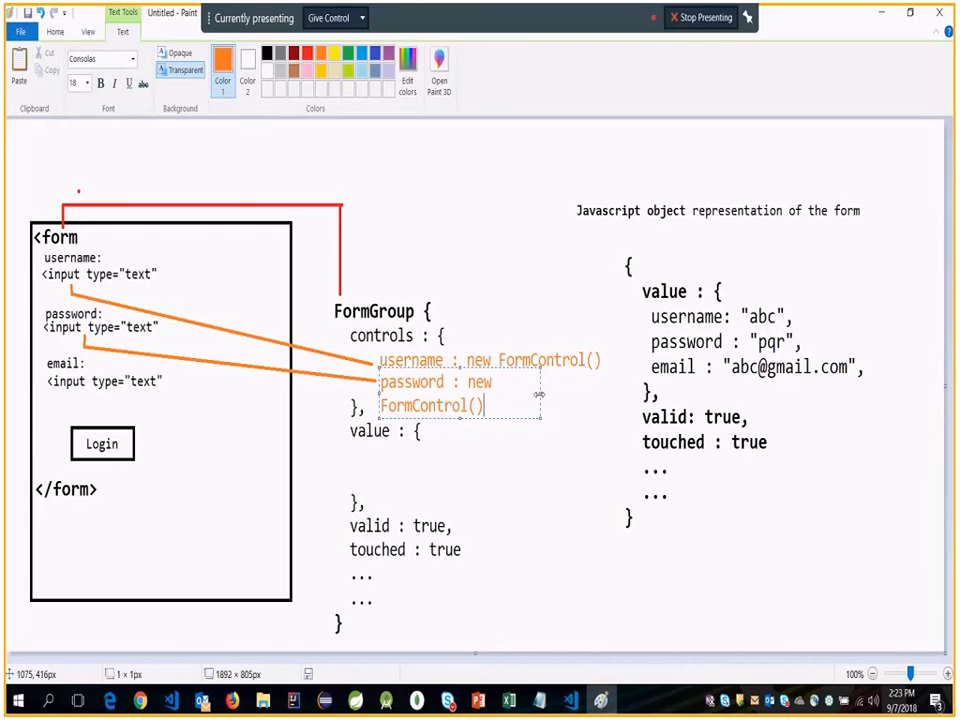 Text Tools
Untitled - Paint
Currently presenting
Give Control
Stop Presenting
File
Home
View
Text
Paste
Cut
Copy
Clipboard
Consolas
18
B I U abc
Font
Opaque
Transparent
Background
Color 1
Color 2
Colors
Edit colors
Open Paint 3D
<form
username:
<input type="text"
password:
<input type="text"
email:
<input type="text"
Login
</form>
FormGroup {
controls : {
username : new FormControl()
password : new
FormControl()
},
value : {
},
valid : true,
touched : true
...
...
}
Javascript object representation of the form
{
value : {
username: "abc",
password : "pqr",
email : "abc@gmail.com",
},
valid: true,
touched : true
...
...
}
1075, 416px
1 × 1px
1892 × 805px
100%
2:23 PM
9/7/2018
3